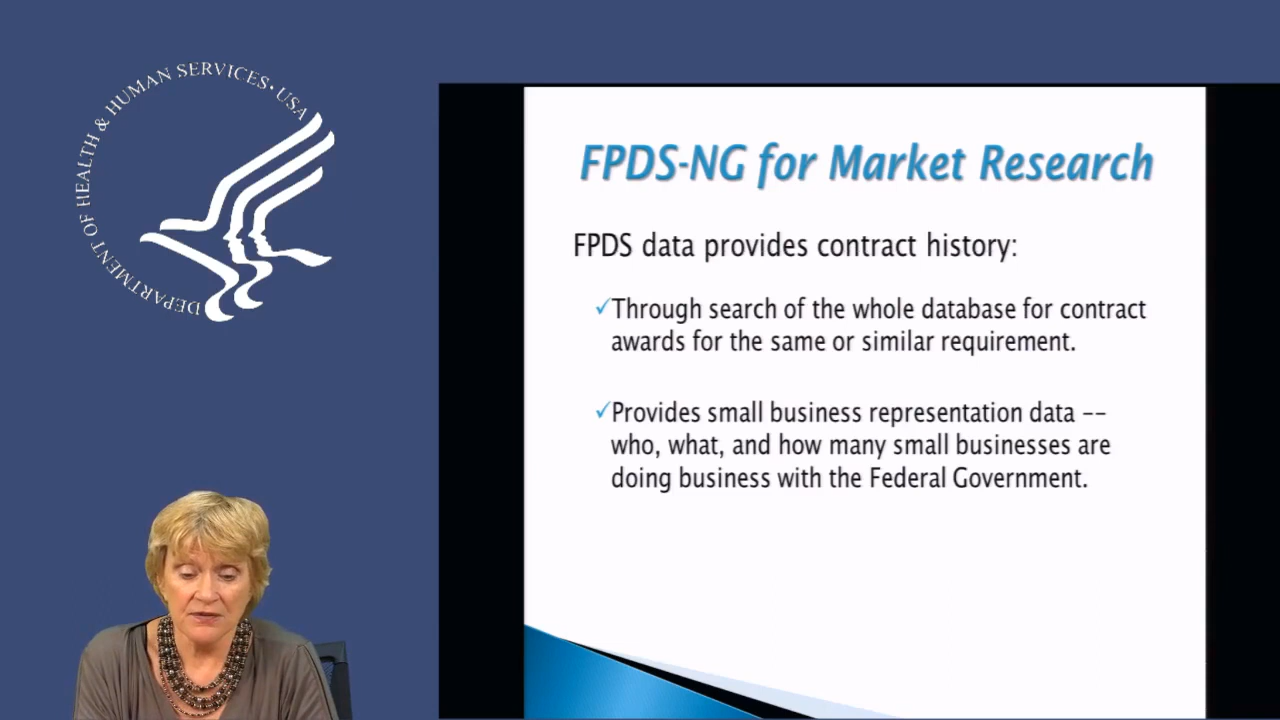 DEPARTMENT OF HEALTH & HUMAN SERVICES • USA
FPDS-NG for Market Research
FPDS data provides contract history:
✓Through search of the whole database for contract
awards for the same or similar requirement.
✓Provides small business representation data --
who, what, and how many small businesses are
doing business with the Federal Government.